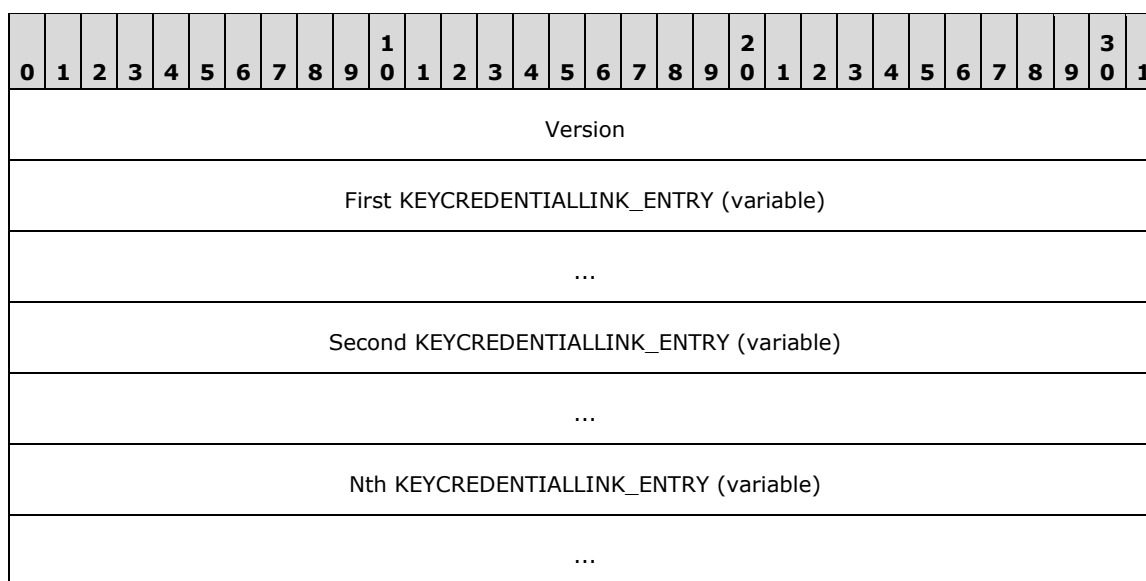 1 2 3
0 1 2 3 4 5 6 7 8 9 0 1 2 3 4 5 6 7 8 9 0 1 2 3 4 5 6 7 8 9 0 1
Version
First KEYCREDENTIALLINK_ENTRY (variable)
...
Second KEYCREDENTIALLINK_ENTRY (variable)
...
Nth KEYCREDENTIALLINK_ENTRY (variable)
...